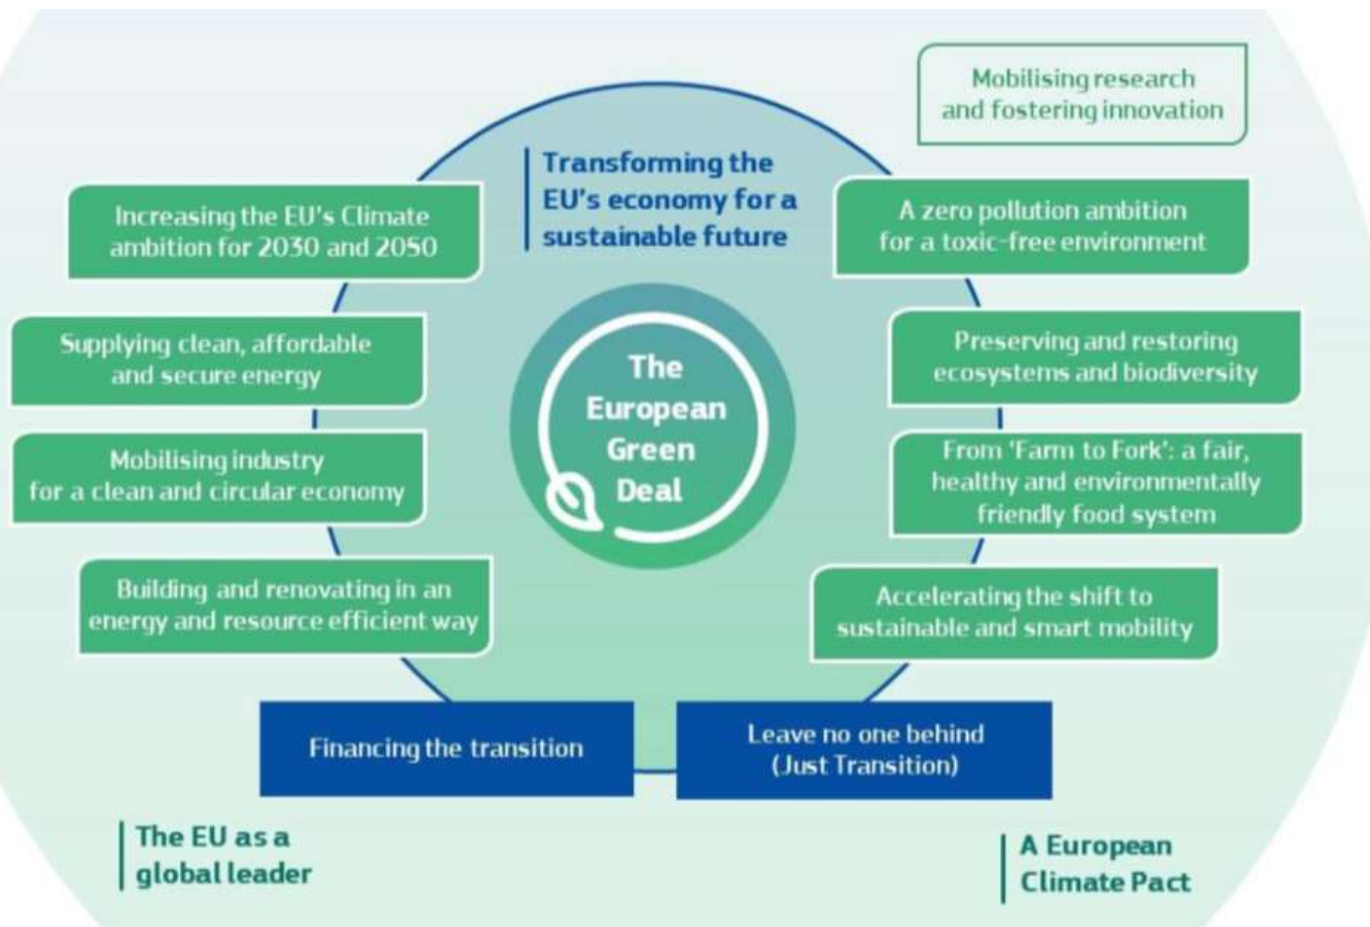 Mobilising research
and fostering innovation
Transforming the
EU's economy for a
sustainable future
Increasing the EU's Climate
ambition for 2030 and 2050
A zero pollution ambition
for a toxic-free environment
Supplying clean, affordable
and secure energy
Preserving and restoring
ecosystems and biodiversity
The
European
Green
Deal
Mobilising industry
for a clean and circular economy
From 'Farm to Fork': a fair,
healthy and environmentally
friendly food system
Building and renovating in an
energy and resource efficient way
Accelerating the shift to
sustainable and smart mobility
Financing the transition
Leave no one behind
(Just Transition)
The EU as a
global leader
A European
Climate Pact